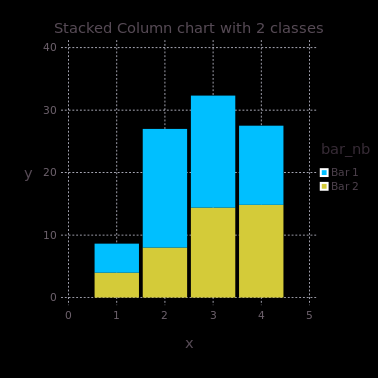 Stacked Column chart with 2 classes
40
30
20
10
0
y
0 1 2 3 4 5
x
bar_nb
Bar 1
Bar 2